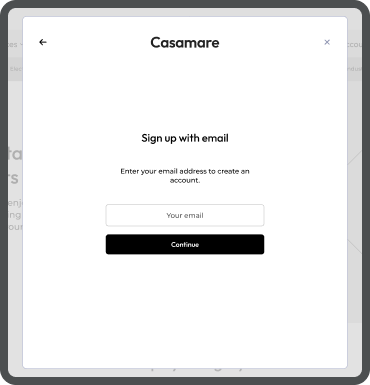 Casamare
Sign up with email
Enter your email address to create an
account.
Your email
Continue